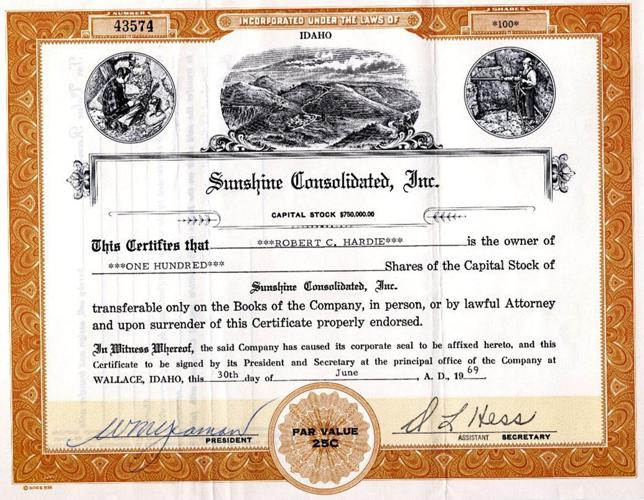 NUMBER
43574
INCORPORATED UNDER THE LAWS OF
IDAHO
SHARES
*100*
Sunshine Consolidated, Inc.
CAPITAL STOCK $750,000.00
This Certifies that ***ROBERT C. HARDIE*** is the owner of
***ONE HUNDRED*** Shares of the Capital Stock of
Sunshine Consolidated, Inc.
transferable only on the Books of the Company, in person, or by lawful Attorney
and upon surrender of this Certificate properly endorsed.
In Witness Whereof, the said Company has caused its corporate seal to be affixed hereto, and this
Certificate to be signed by its President and Secretary at the principal office of the Company at
WALLACE, IDAHO, this 30th day of June, A. D., 1969.
PRESIDENT
PAR VALUE
25C
D L Hess
ASSISTANT SECRETARY